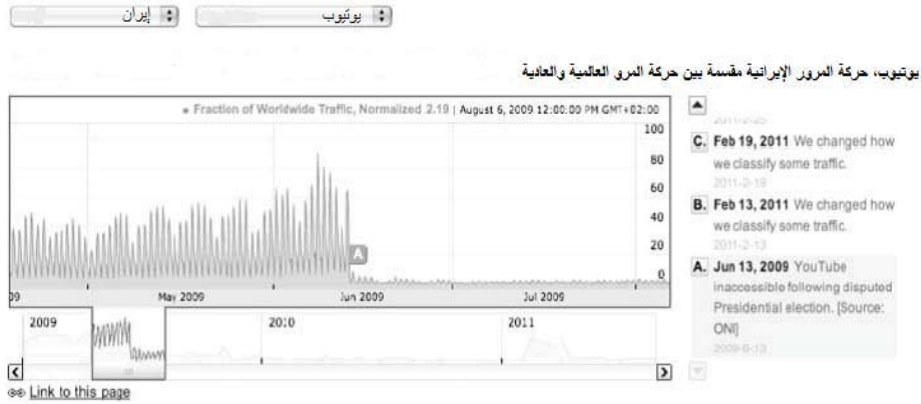 إيران
يوتيوب
يوتيوب، حركة المرور الإيرانية مقسمة بين حركة المرو العالمية والعادية
Fraction of Worldwide Traffic, Normalized 2.19 | August 6, 2009 12:00:00 PM GMT+02:00
100
80
60
40
20
0
A
09
May 2009
Jun 2009
Jul 2009
2009
2010
2011
Link to this page
2011-2-25
C. Feb 19, 2011 We changed how
we classify some traffic.
2011-2-19
B. Feb 13, 2011 We changed how
we classify some traffic.
2011-2-13
A. Jun 13, 2009 YouTube
inaccessible following disputed
Presidential election. [Source:
ONI]
2009-6-13